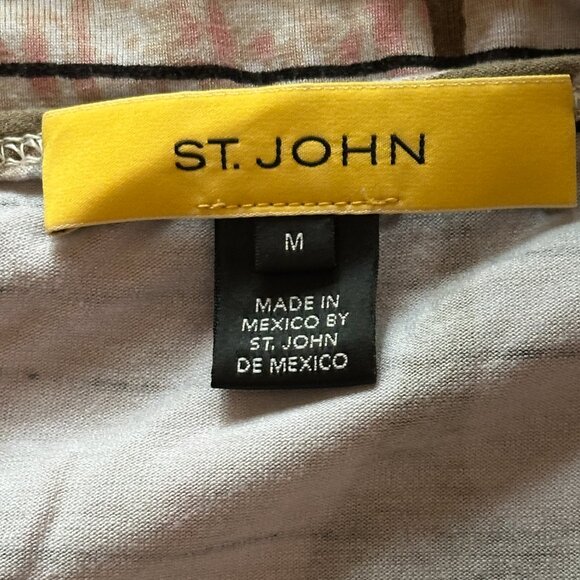 ST. JOHN
M
MADE IN
MEXICO BY
ST. JOHN
DE MEXICO